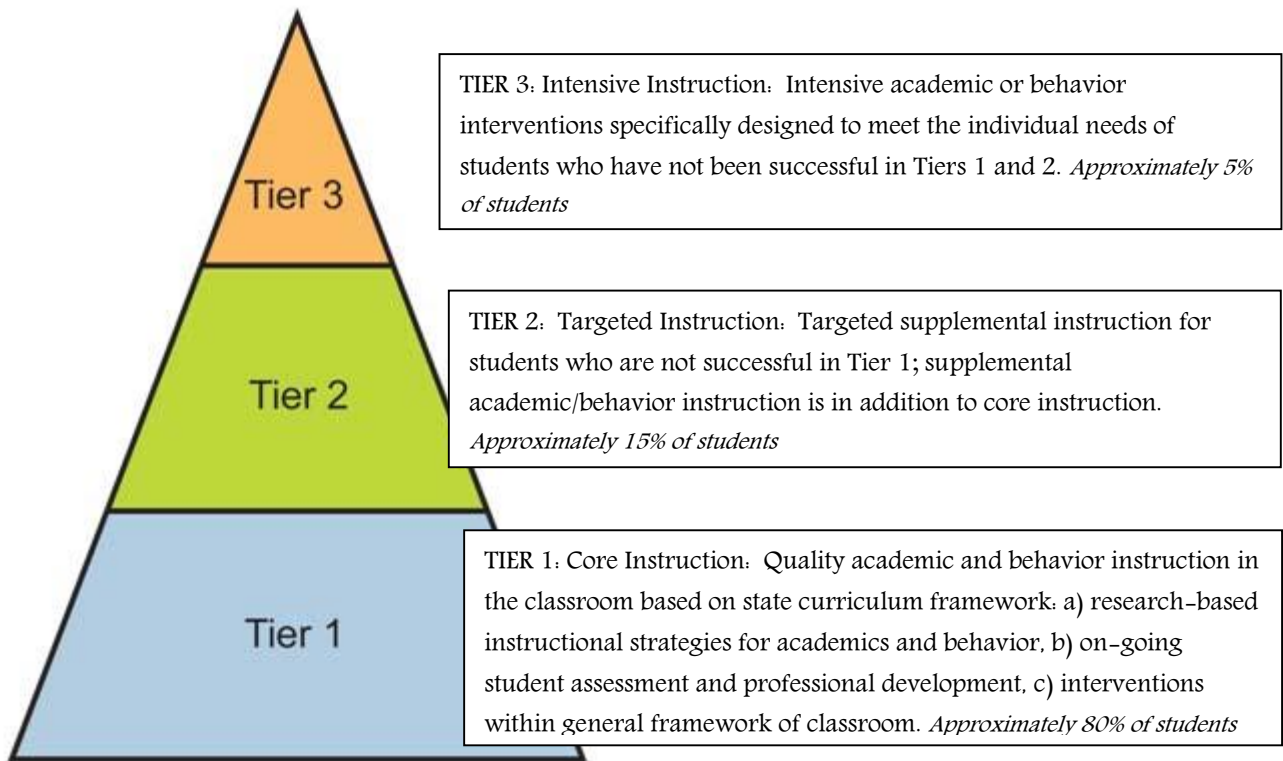 TIER 3: Intensive Instruction: Intensive academic or behavior
interventions specifically designed to meet the individual needs of
students who have not been successful in Tiers 1 and 2. Approximately 5%
of students
Tier 3
TIER 2: Targeted Instruction: Targeted supplemental instruction for
students who are not successful in Tier 1; supplemental
academic/behavior instruction is in addition to core instruction.
Approximately 15% of students
Tier 2
TIER 1: Core Instruction: Quality academic and behavior instruction in
the classroom based on state curriculum framework: a) research-based
instructional strategies for academics and behavior, b) on-going
student assessment and professional development, c) interventions
within general framework of classroom. Approximately 80% of students
Tier 1